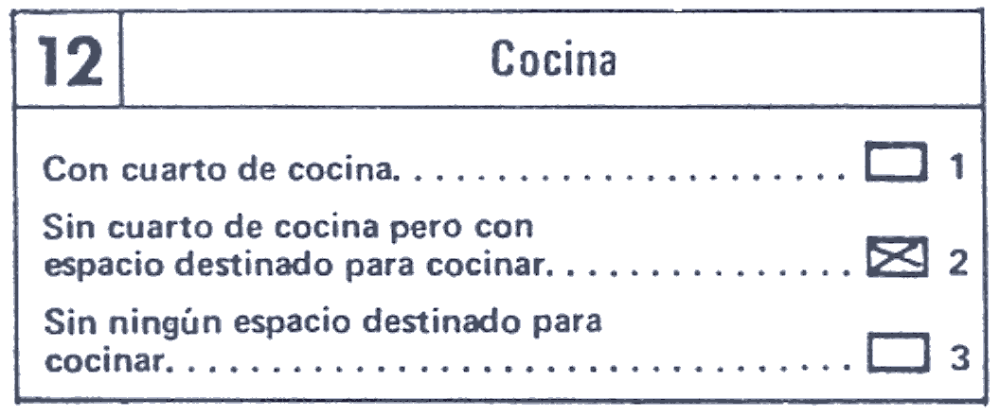 12 Cocina
Con cuarto de cocina. . . . . . . . . . . . . . . . . . . . . . . 1
Sin cuarto de cocina pero con
espacio destinado para cocinar. . . . . . . . . . . . . . . . 2
Sin ningún espacio destinado para
cocinar. . . . . . . . . . . . . . . . . . . . . . . . . . . . . . . . . . . 3